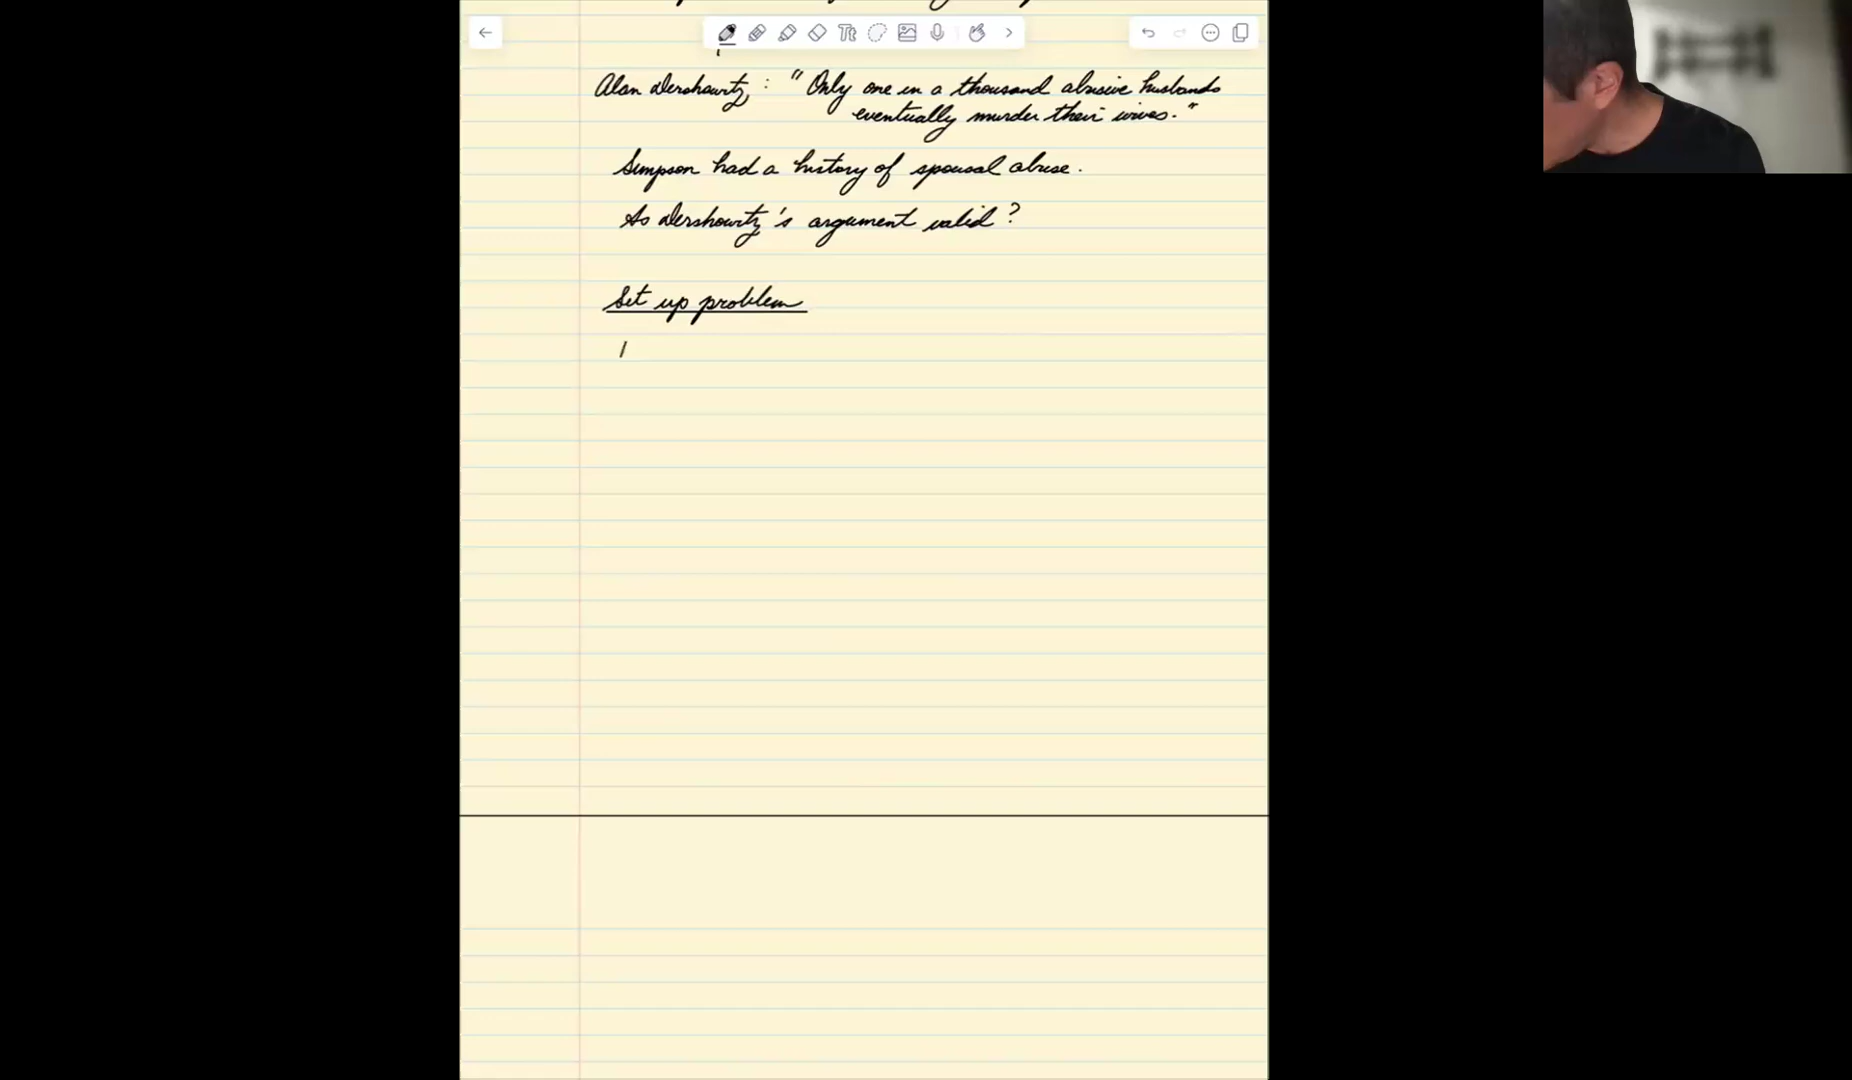 Alan Dershowitz : "Only one in a thousand abusive husbands
eventually murder their wives."
Simpson had a history of spousal abuse.
Is Dershowitz's argument valid ?
Set up problem